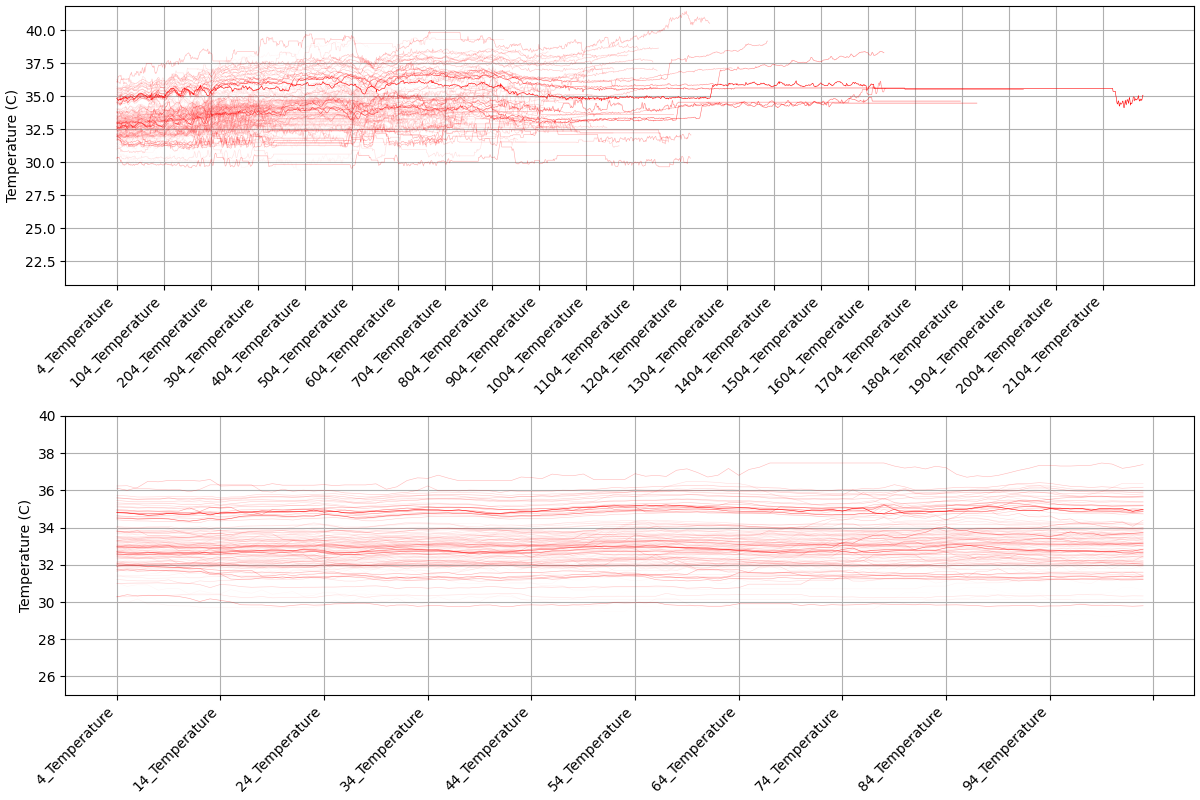 Temperature (C)
40.0
37.5
35.0
32.5
30.0
27.5
25.0
22.5
4_Temperature
104_Temperature
204_Temperature
304_Temperature
404_Temperature
504_Temperature
604_Temperature
704_Temperature
804_Temperature
904_Temperature
1004_Temperature
1104_Temperature
1204_Temperature
1304_Temperature
1404_Temperature
1504_Temperature
1604_Temperature
1704_Temperature
1804_Temperature
1904_Temperature
2004_Temperature
2104_Temperature
Temperature (C)
40
38
36
34
32
30
28
26
4_Temperature
14_Temperature
24_Temperature
34_Temperature
44_Temperature
54_Temperature
64_Temperature
74_Temperature
84_Temperature
94_Temperature